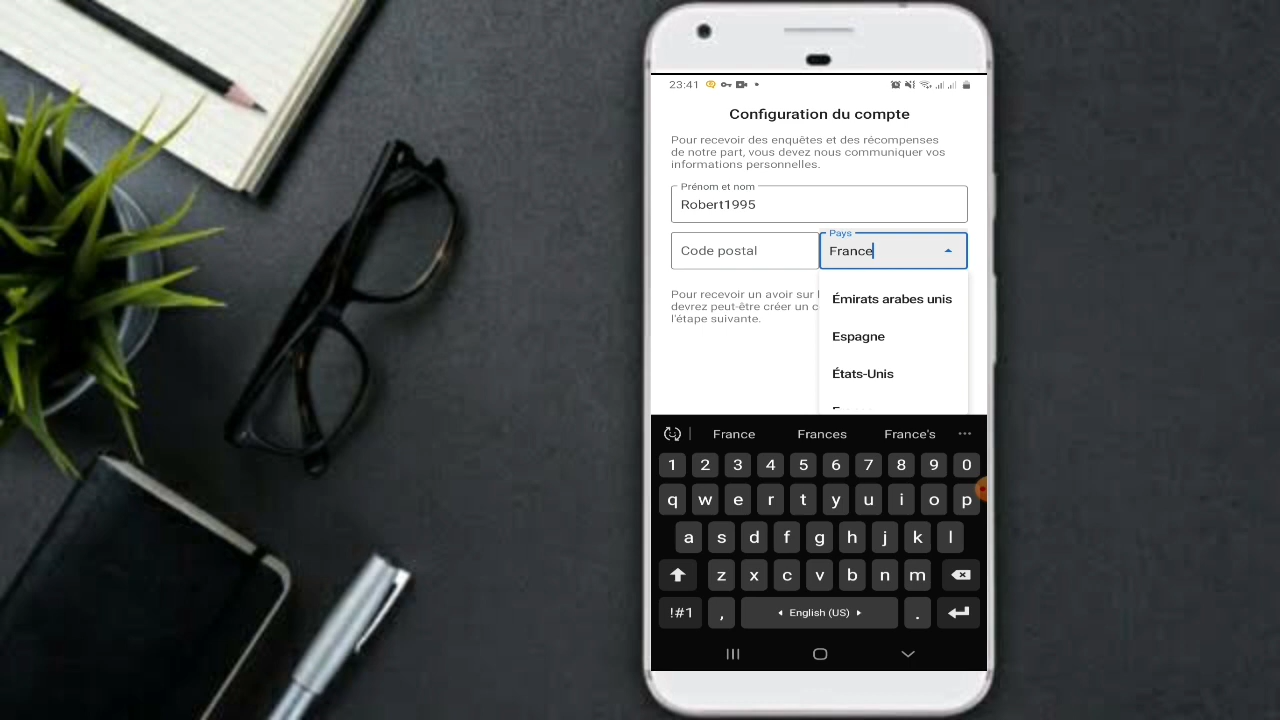 23:41
Configuration du compte
Pour recevoir des enquêtes et des récompenses
de notre part, vous devez nous communiquer vos
informations personnelles.
Prénom et nom
Robert1995
Code postal
Pays
France
Pour recevoir un avoir sur
devrez peut-être créer un c
l'étape suivante.
Émirats arabes unis
Espagne
États-Unis
France Frances France's
1 2 3 4 5 6 7 8 9 0
q w e r t y u i o p
a s d f g h j k l
z x c v b n m
!#1 , English (US) .